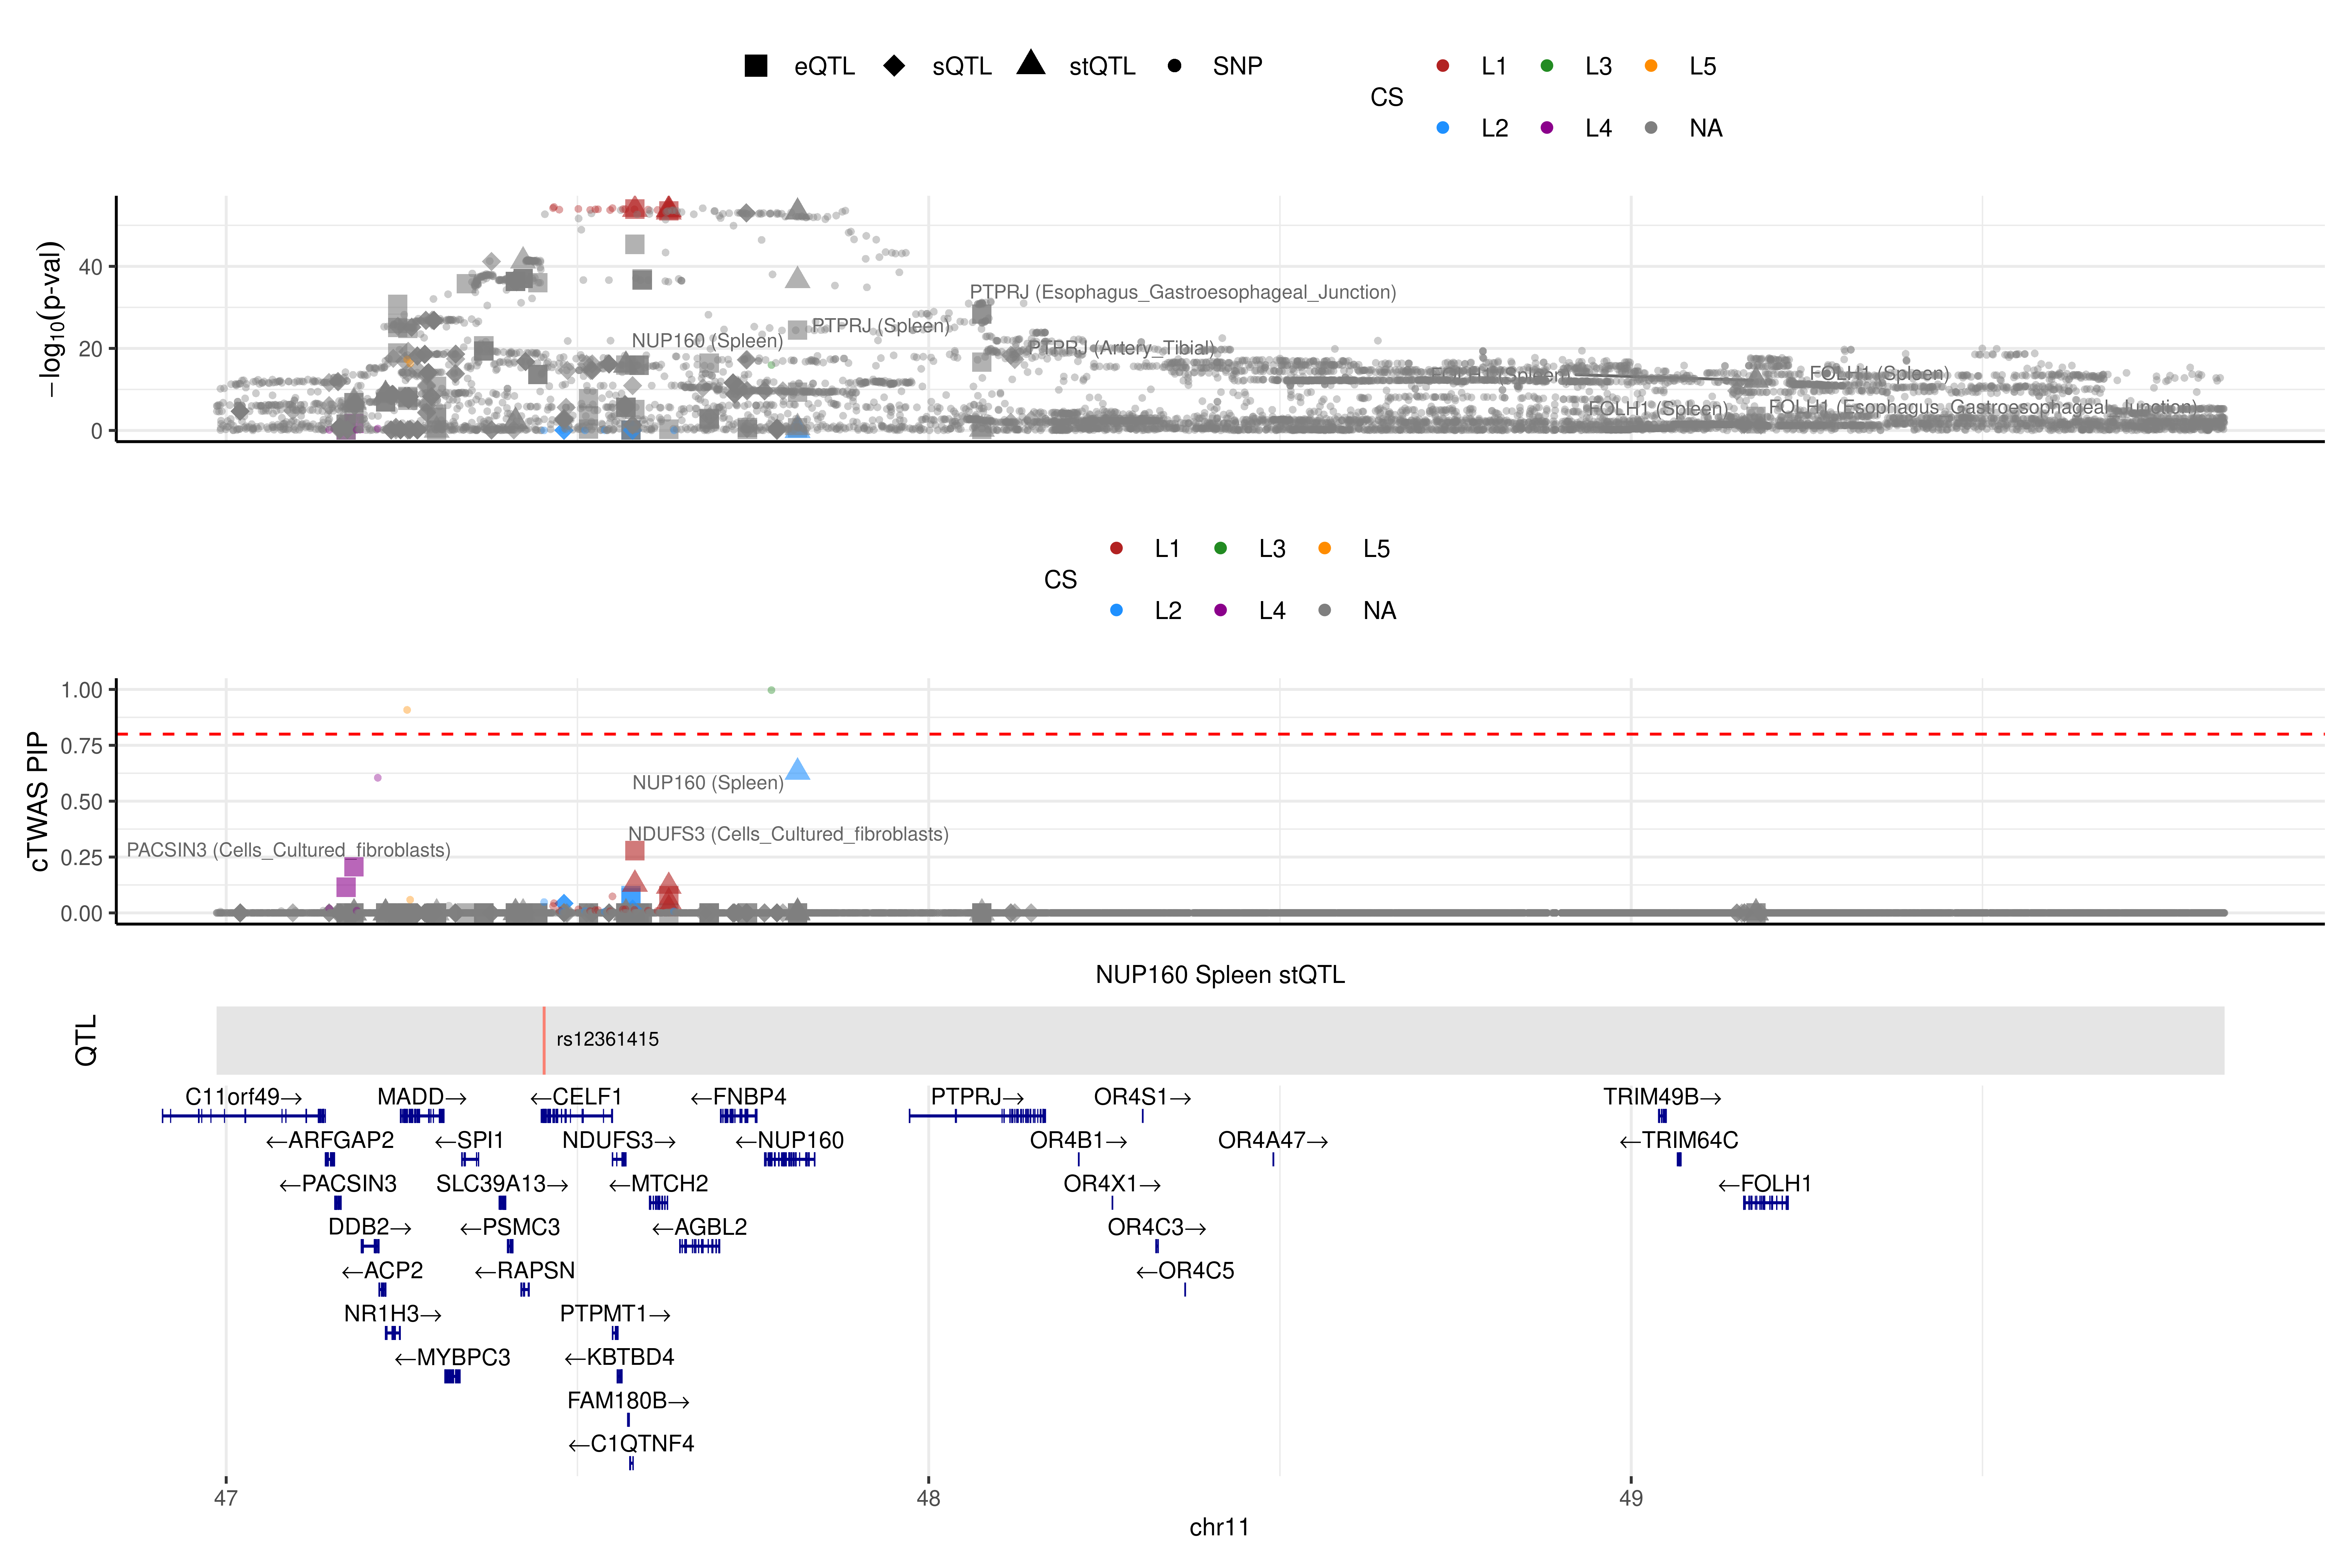 eQTL sQTL stQTL SNP
CS L1 L3 L5
L2 L4 NA
−log10(p-val)
40
20
0
PTPRJ (Esophagus_Gastroesophageal_Junction)
PTPRJ (Spleen)
NUP160 (Spleen)
PTPRJ (Artery_Tibial)
FOLH1 (Spleen)
FOLH1 (Spleen)
FOLH1 (Spleen)
FOLH1 (Esophagus_Gastroesophageal_Junction)
CS L1 L3 L5
L2 L4 NA
cTWAS PIP
1.00
0.75
0.50
0.25
0.00
NUP160 (Spleen)
NDUFS3 (Cells_Cultured_fibroblasts)
PACSIN3 (Cells_Cultured_fibroblasts)
NUP160 Spleen stQTL
QTL
rs12361415
C11orf49→ MADD→ ←CELF1 ←FNBP4 PTPRJ→ OR4S1→ TRIM49B→
←ARFGAP2 ←SPI1 NDUFS3→ ←NUP160 OR4B1→ OR4A47→ ←TRIM64C
←PACSIN3 SLC39A13→ ←MTCH2 OR4X1→ ←FOLH1
DDB2→ ←PSMC3 ←AGBL2 OR4C3→
←ACP2 ←RAPSN ←OR4C5
NR1H3→ PTPMT1→
←MYBPC3 ←KBTBD4
FAM180B→
←C1QTNF4
47 48 49
chr11